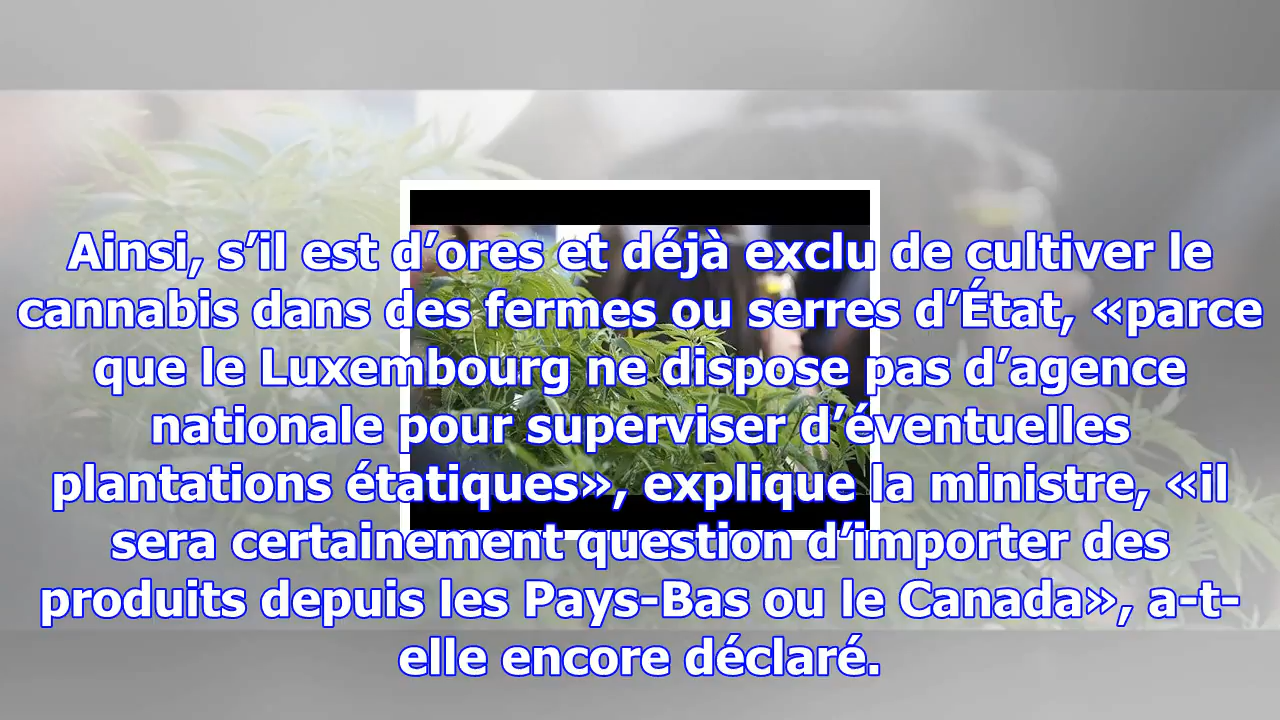 Ainsi, s’il est d’ores et déjà exclu de cultiver le
cannabis dans des fermes ou serres d’État, «parce
que le Luxembourg ne dispose pas d’agence
nationale pour superviser d’éventuelles
plantations étatiques», explique la ministre, «il
sera certainement question d’importer des
produits depuis les Pays-Bas ou le Canada», a-t-
elle encore déclaré.